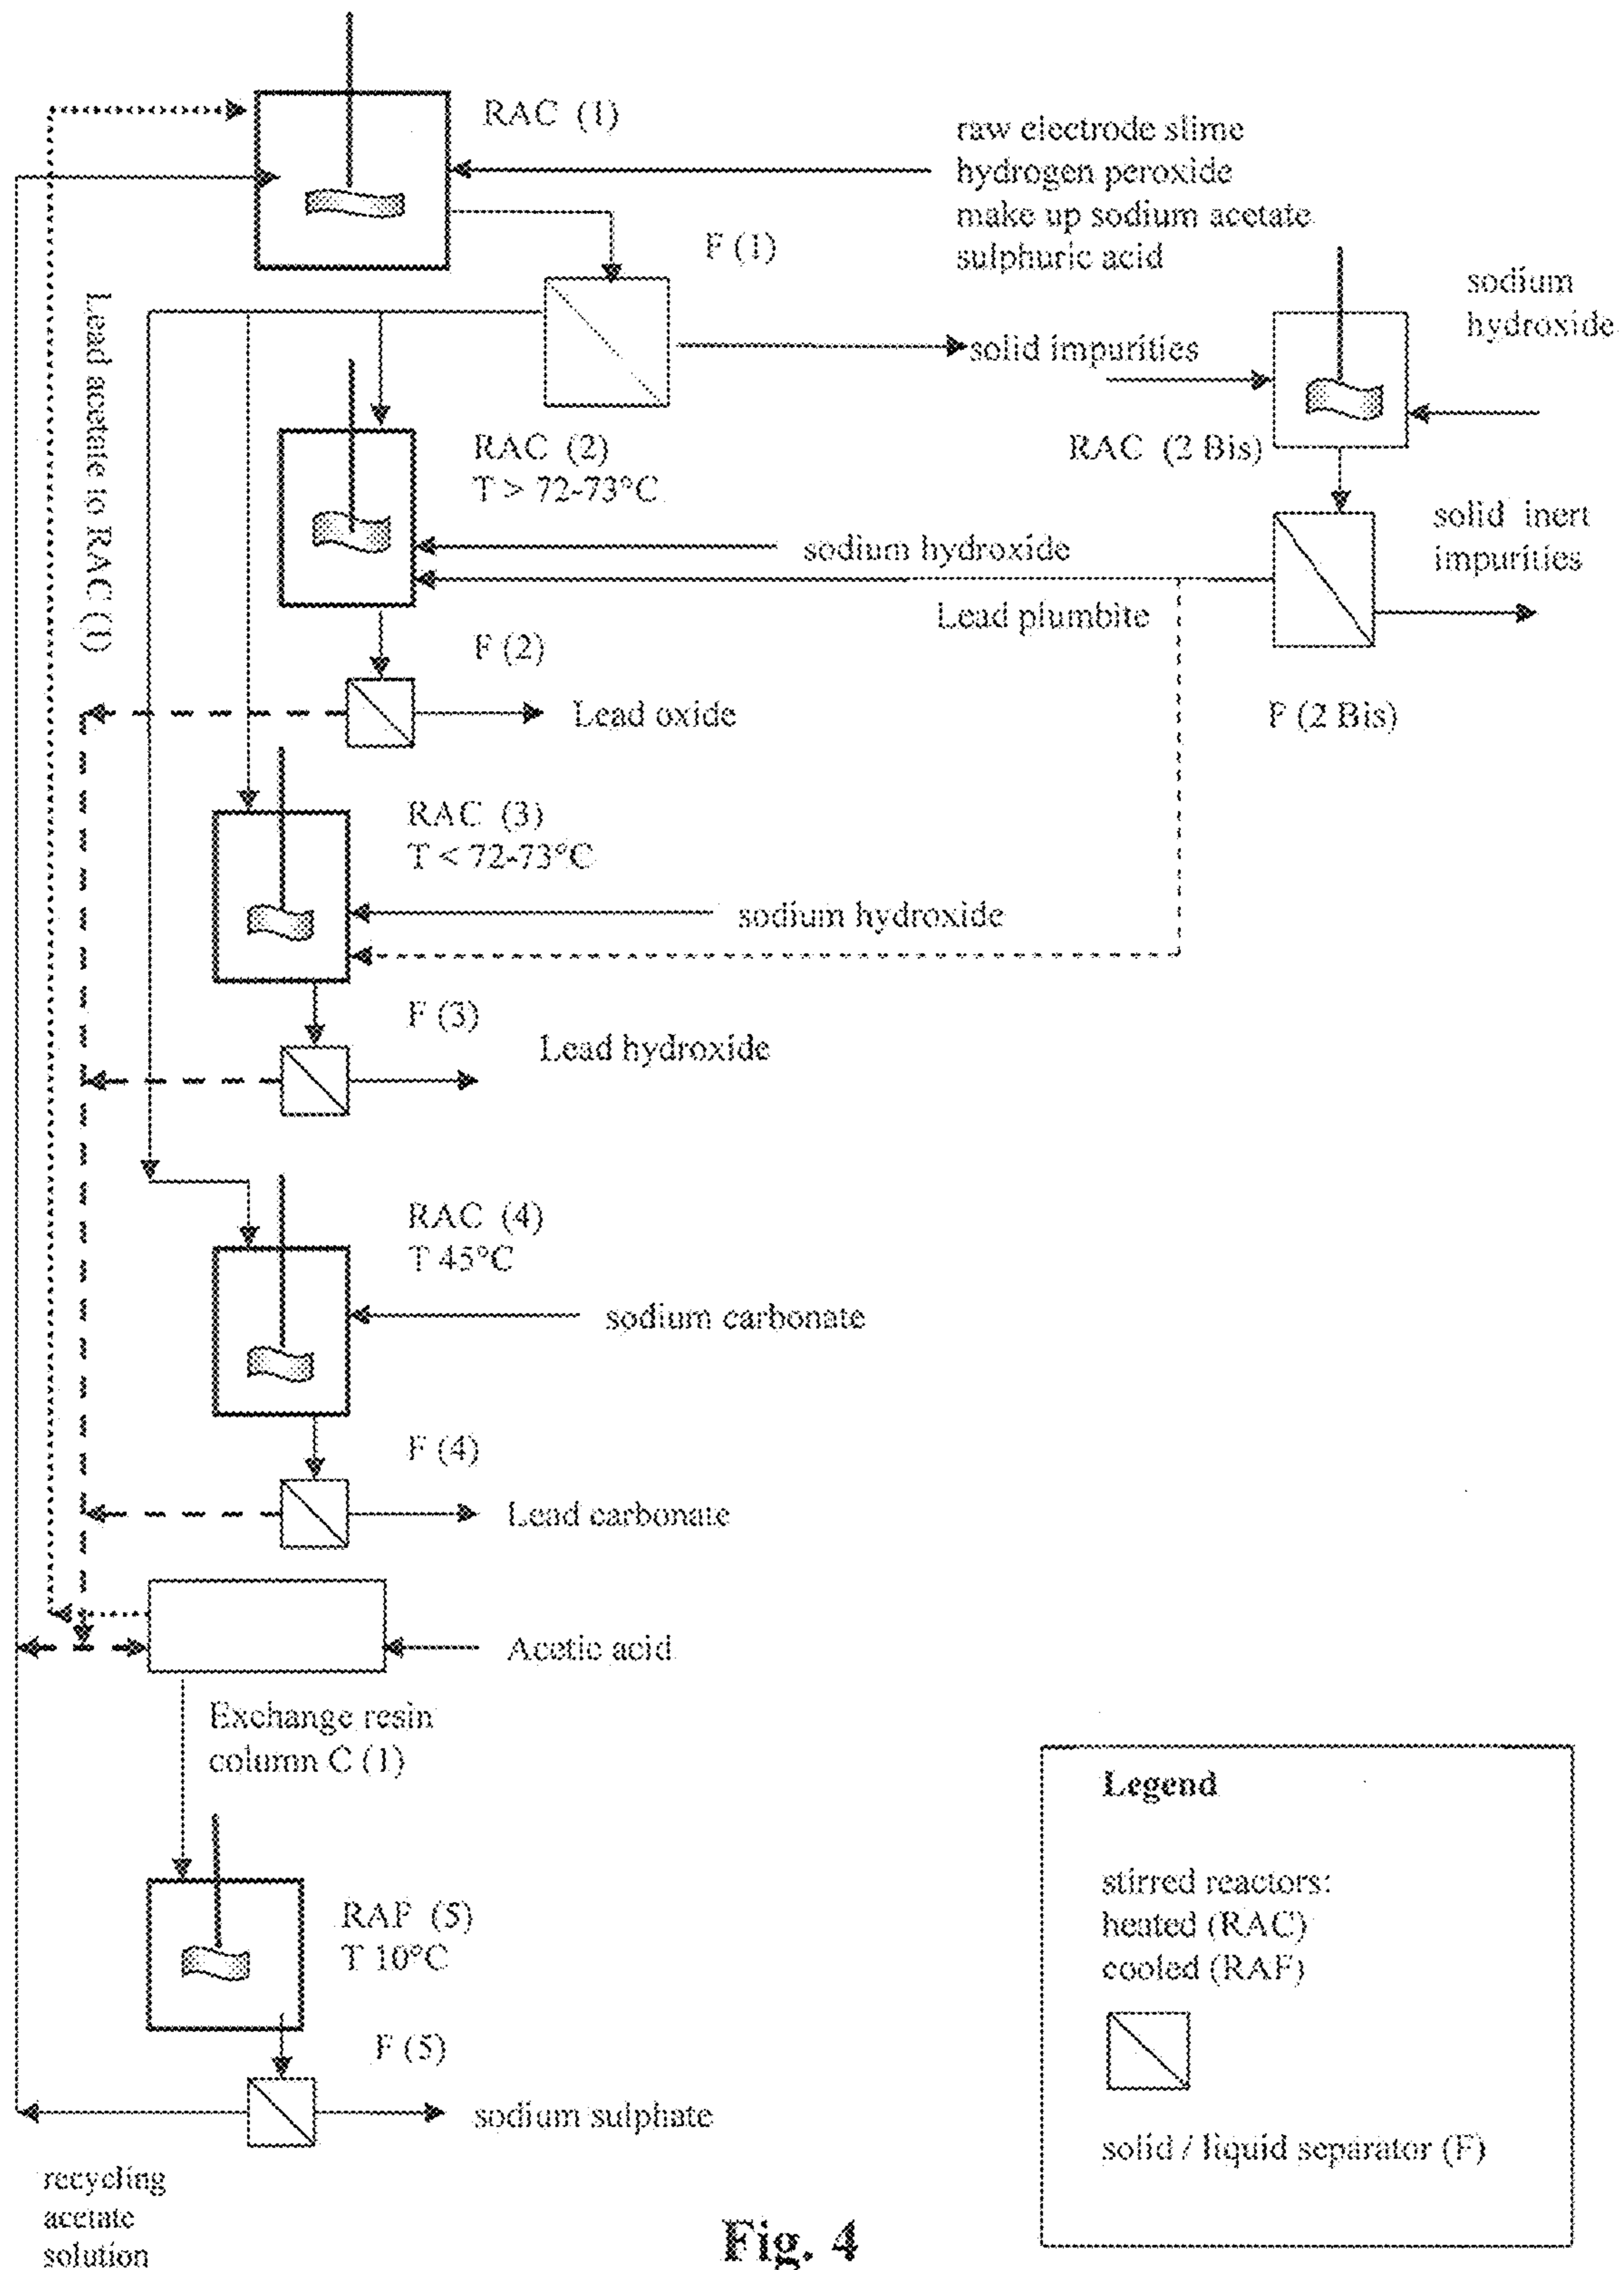 RAC (1)
raw electrode slime
hydrogen peroxide
make up sodium acetate
sulphuric acid
F (1)
sodium
hydroxide
solid impurities
Lead acetate to RAC (1)
RAC (2)
T > 72-73°C
RAC (2 Bis)
solid inert
impurities
sodium hydroxide
Lead plumbite
F (2)
Lead oxide
F (2 Bis)
RAC (3)
T < 72-73°C
sodium hydroxide
F (3)
Lead hydroxide
RAC (4)
T 45°C
sodium carbonate
F (4)
Lead carbonate
Acetic acid
Exchange resin
column C (1)
RAF (5)
T 10°C
F (5)
sodium sulphate
recycling
acetate
solution
Legend
stirred reactors:
heated (RAC)
cooled (RAF)
solid / liquid separator (F)
Fig. 4